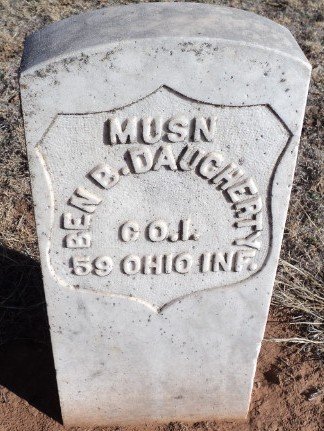 MUSN
BEN B. DAUGHERTY.
CO.I.
59 OHIO INF.